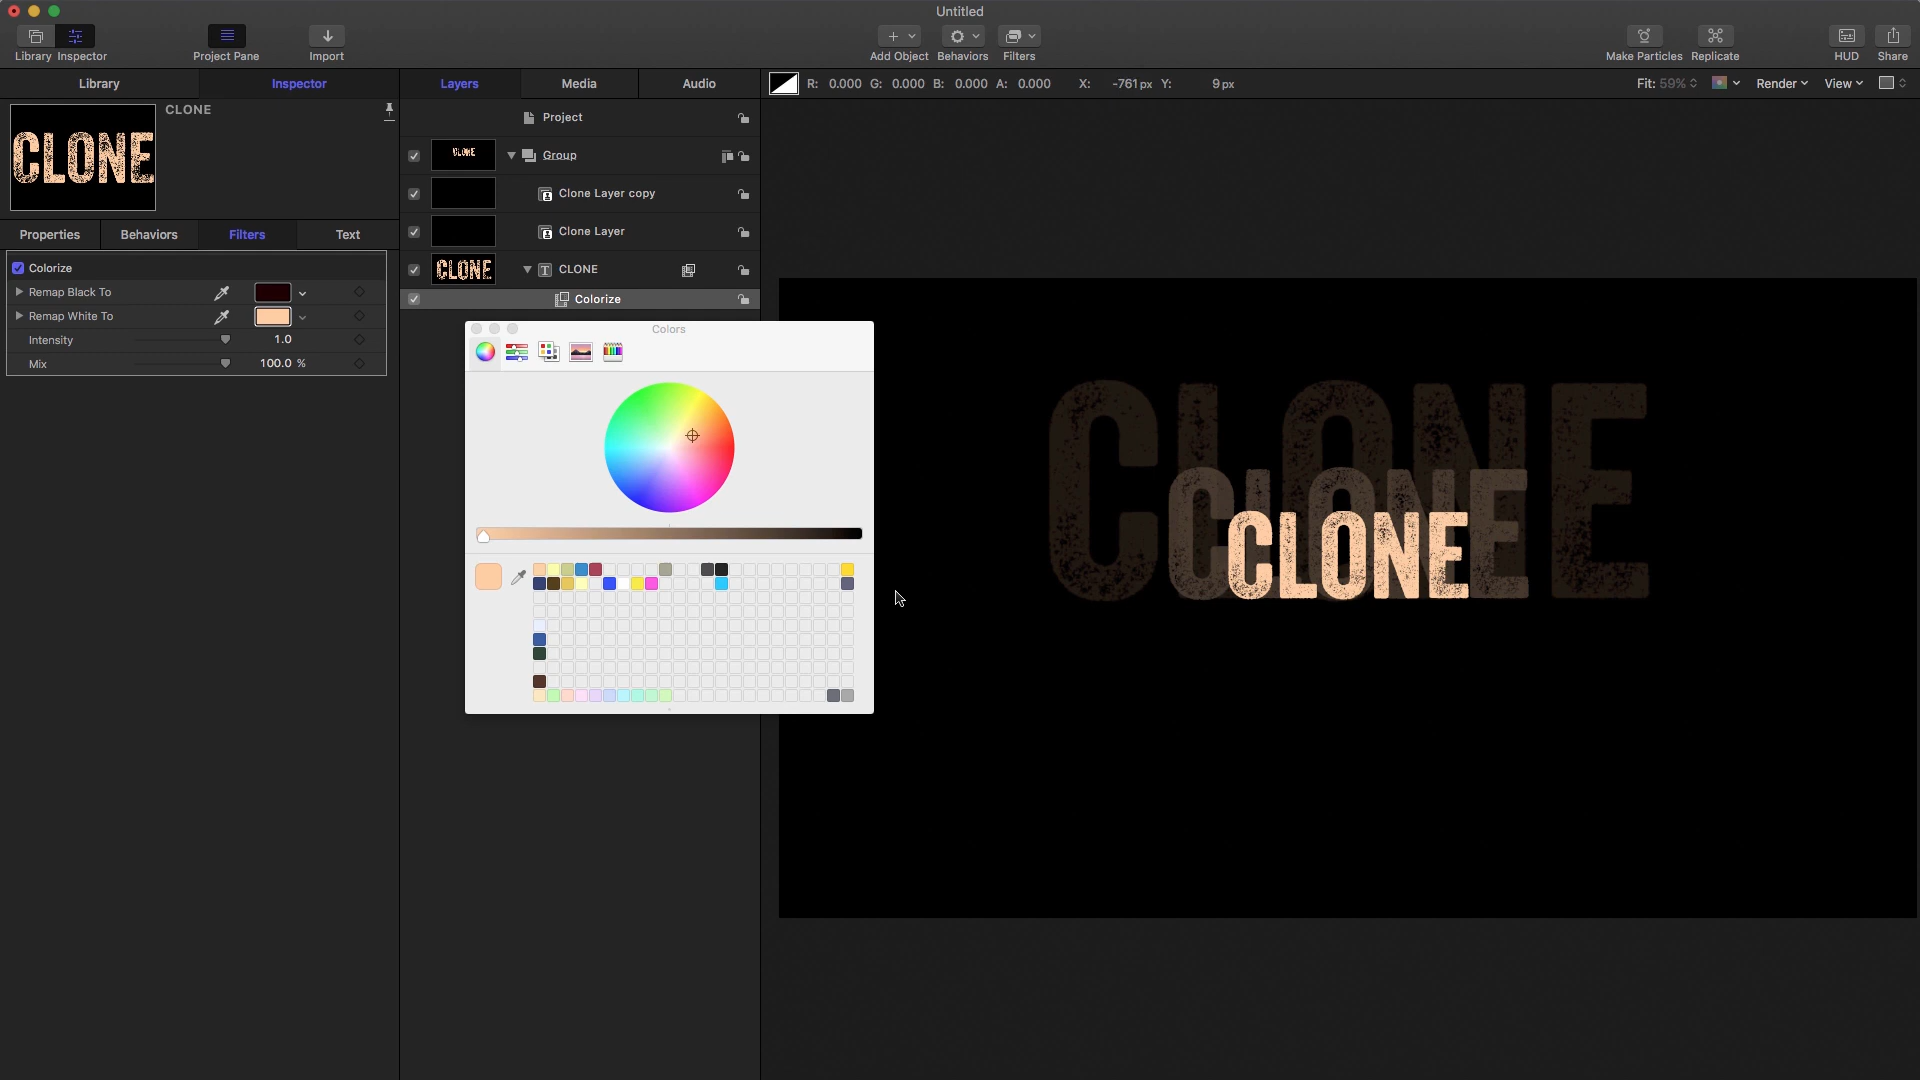 Untitled
Library Inspector
Project Pane
Import
Add Object
Behaviors
Filters
Make Particles
Replicate
HUD
Share
Library
Inspector
Layers
Media
Audio
R: 0.000 G: 0.000 B: 0.000 A: 0.000 X: -761 px Y: 9 px
Fit: 59%
Render
View
CLONE
CLONE
Properties
Behaviors
Filters
Text
Colorize
Remap Black To
Remap White To
Intensity 1.0
Mix 100.0 %
Project
CLONE
Group
Clone Layer copy
Clone Layer
CLONE
T CLONE
Colorize
Colors
CLONE
CLONE
CLONE